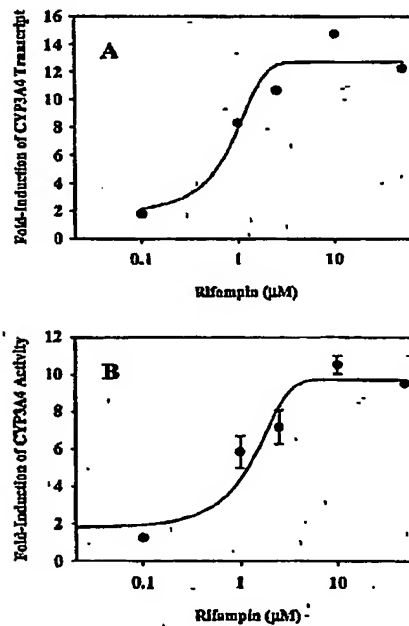 A
Fold-Induction of CYP3A4 Transcript
16
14
12
10
8
6
4
2
0
0.1 1 10
Rifampin (µM)
B
Fold-Induction of CYP3A4 Activity
12
10
8
6
4
2
0
0.1 1 10
Rifampin (µM)